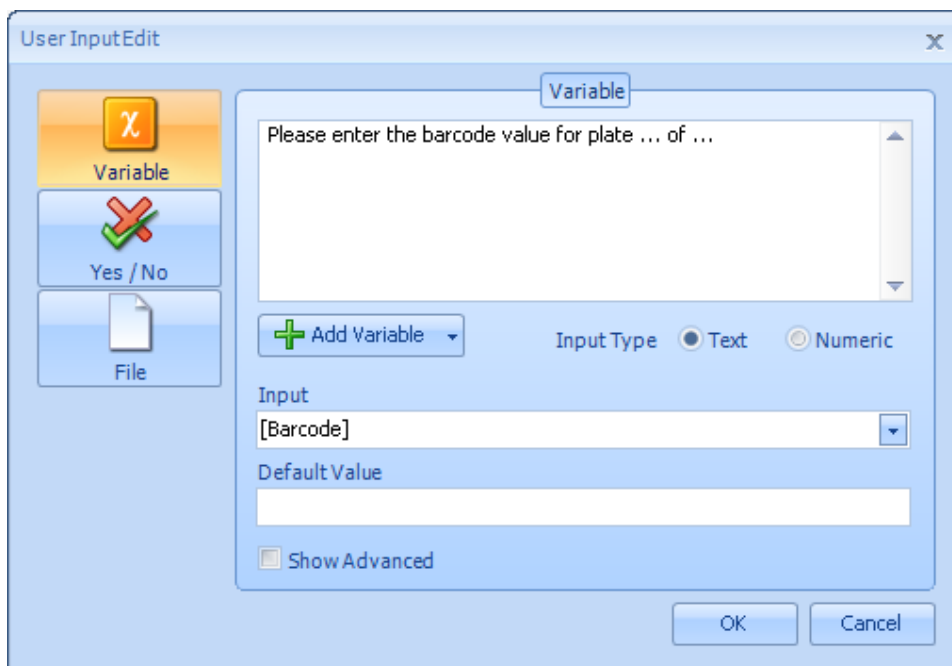 User Input Edit
x
Variable
Yes / No
File
Variable
Please enter the barcode value for plate ... of ...
Add Variable
Input Type Text Numeric
Input
[Barcode]
Default Value
Show Advanced
OK Cancel